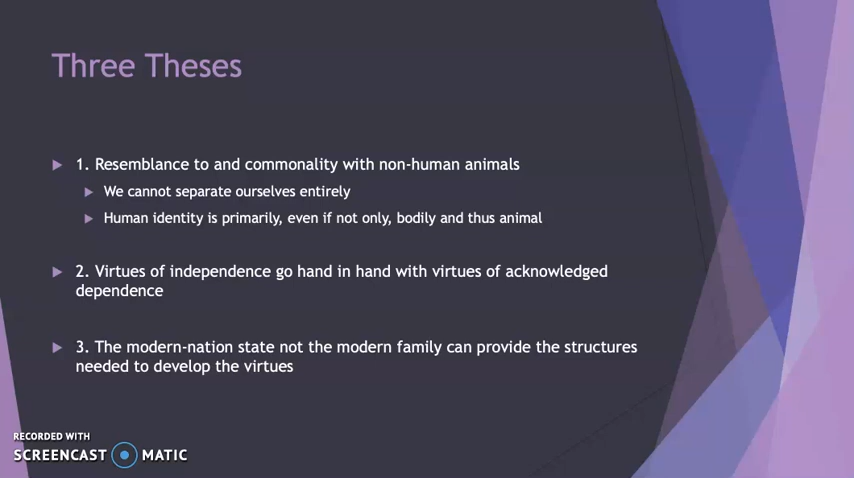 Three Theses
1. Resemblance to and commonality with non-human animals
We cannot separate ourselves entirely
Human identity is primarily, even if not only, bodily and thus animal
2. Virtues of independence go hand in hand with virtues of acknowledged
dependence
3. The modern-nation state not the modern family can provide the structures
needed to develop the virtues
RECORDED WITH
SCREENCAST MATIC